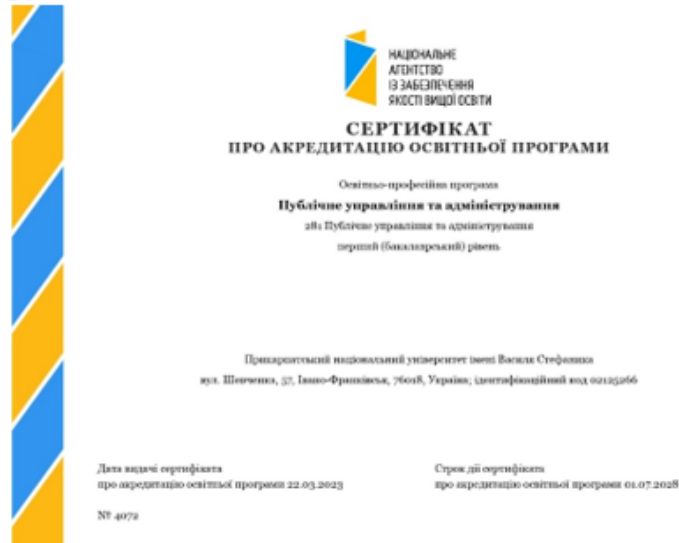 НАЦІОНАЛЬНЕ
АГЕНТСТВО
ІЗ ЗАБЕЗПЕЧЕННЯ
ЯКОСТІ ВИЩОЇ ОСВІТИ
СЕРТИФІКАТ
ПРО АКРЕДИТАЦІЮ ОСВІТНЬОЇ ПРОГРАМИ
Освітньо-професійна програма
Публічне управління та адміністрування
281 Публічне управління та адміністрування
перший (бакалаврський) рівень
Прикарпатський національний університет імені Василя Стефаника
вул. Шевченка, 57, Івано-Франківськ, 76018, Україна; ідентифікаційний код 02125266
Дата видачі сертифіката
про акредитацію освітньої програми 22.03.2023
Строк дії сертифіката
про акредитацію освітньої програми 01.07.2028
№ 4072